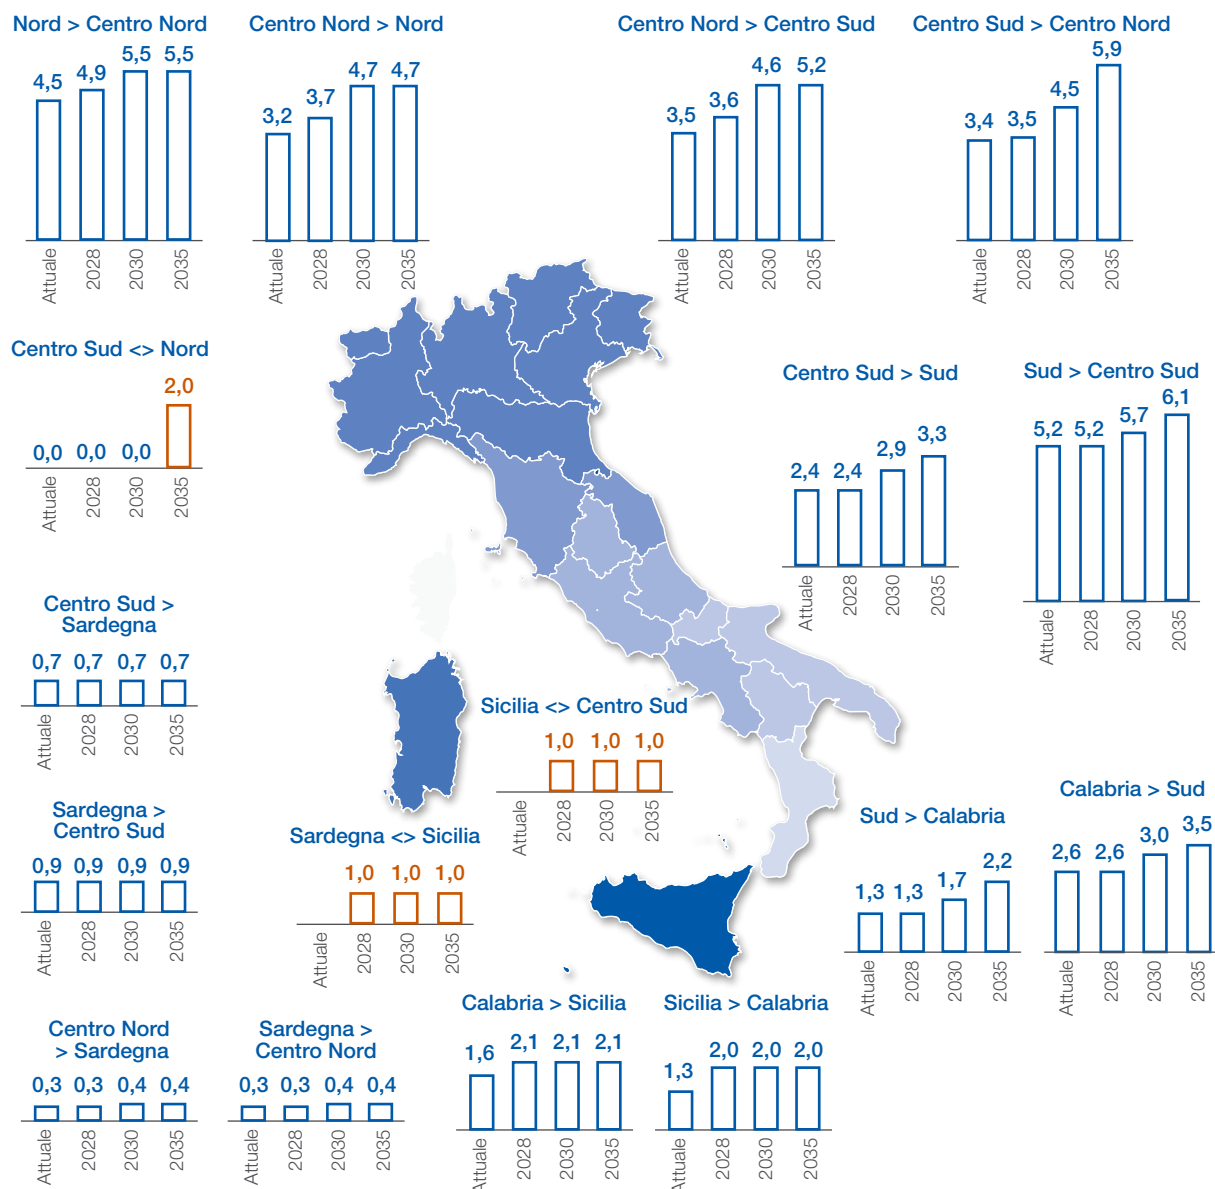 Nord > Centro Nord
4,5 4,9 5,5 5,5
Attuale 2028 2030 2035
Centro Nord > Nord
3,2 3,7 4,7 4,7
Attuale 2028 2030 2035
Centro Nord > Centro Sud
3,5 3,6 4,6 5,2
Attuale 2028 2030 2035
Centro Sud > Centro Nord
3,4 3,5 4,5 5,9
Attuale 2028 2030 2035
Centro Sud <> Nord
0,0 0,0 0,0 2,0
Attuale 2028 2030 2035
Centro Sud > Sud
2,4 2,4 2,9 3,3
Attuale 2028 2030 2035
Sud > Centro Sud
5,2 5,2 5,7 6,1
Attuale 2028 2030 2035
Centro Sud >
Sardegna
0,7 0,7 0,7 0,7
Attuale 2028 2030 2035
Sicilia <> Centro Sud
1,0 1,0 1,0
Attuale 2028 2030 2035
Sardegna >
Centro Sud
0,9 0,9 0,9 0,9
Attuale 2028 2030 2035
Sardegna <> Sicilia
1,0 1,0 1,0
Attuale 2028 2030 2035
Sud > Calabria
1,3 1,3 1,7 2,2
Attuale 2028 2030 2035
Calabria > Sud
2,6 2,6 3,0 3,5
Attuale 2028 2030 2035
Centro Nord
> Sardegna
0,3 0,3 0,4 0,4
Attuale 2028 2030 2035
Sardegna >
Centro Nord
0,3 0,3 0,4 0,4
Attuale 2028 2030 2035
Calabria > Sicilia
1,6 2,1 2,1 2,1
Attuale 2028 2030 2035
Sicilia > Calabria
1,3 2,0 2,0 2,0
Attuale 2028 2030 2035